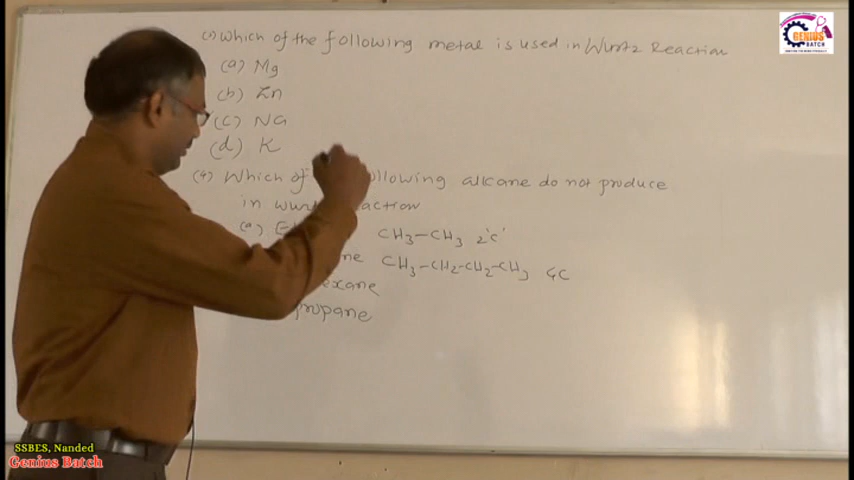 (3) Which of the following metal is used in Wurtz Reaction
(a) Mg
(b) Zn
(c) Na
(d) K
(4) Which of following alkane do not produce
in wurtz reaction
(a)
CH3-CH3 2'C'
CH3-CH2-CH2-CH3 4C
exane
propane
GENIUS
BATCH
SSBES, Nanded
Genius Batch